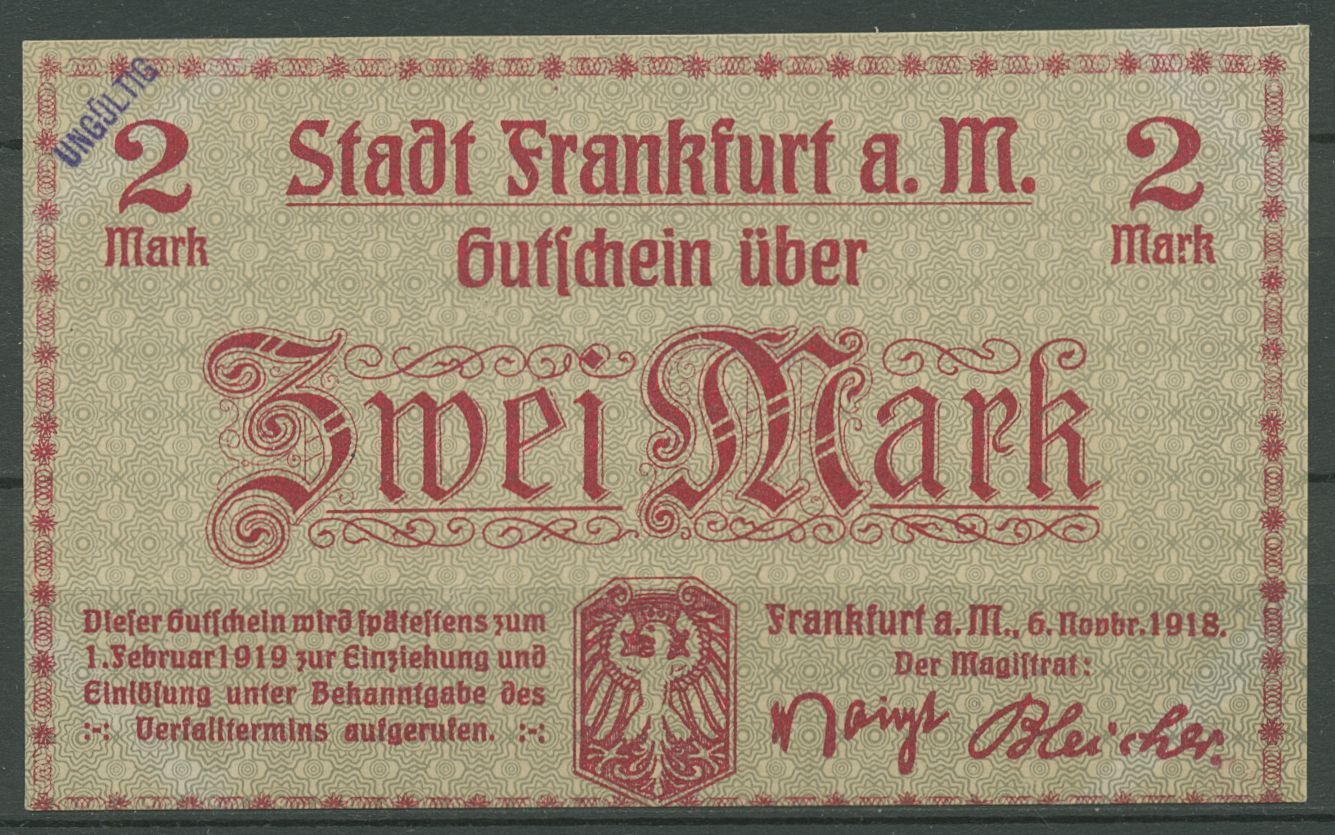 UNGÜLTIG
2
Mark
Stadt Frankfurt a. M.
2
Mark
Gutſchein über
Zwei Mark
Dieſer Gutſchein wird ſpäteſtens zum
1. Februar 1919 zur Einziehung und
Einlöſung unter Bekanntgabe des
:-: Verfalltermins aufgerufen. :-:
Frankfurt a. M., 6. Novbr. 1918.
Der Magiſtrat:
Voigt Bleicher.